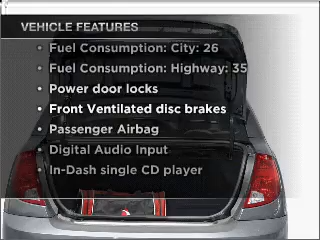 VEHICLE FEATURES
• Fuel Consumption: City: 26
• Fuel Consumption: Highway: 35
• Power door locks
• Front Ventilated disc brakes
• Passenger Airbag
• Digital Audio Input
• In-Dash single CD player